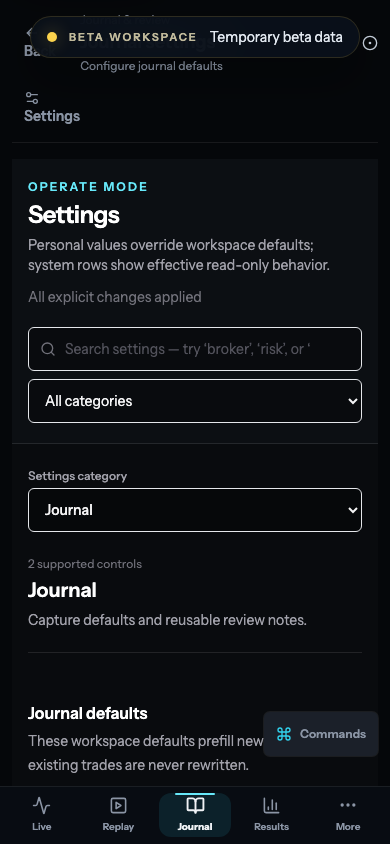 BETA WORKSPACE Temporary beta data
Configure journal defaults
Settings
OPERATE MODE
Settings
Personal values override workspace defaults;
system rows show effective read-only behavior.
All explicit changes applied
Search settings — try ‘broker’, ‘risk’, or ‘
All categories
Settings category
Journal
2 supported controls
Journal
Capture defaults and reusable review notes.
Journal defaults
These workspace defaults prefill new
existing trades are never rewritten.
Commands
Live
Replay
Journal
Results
More